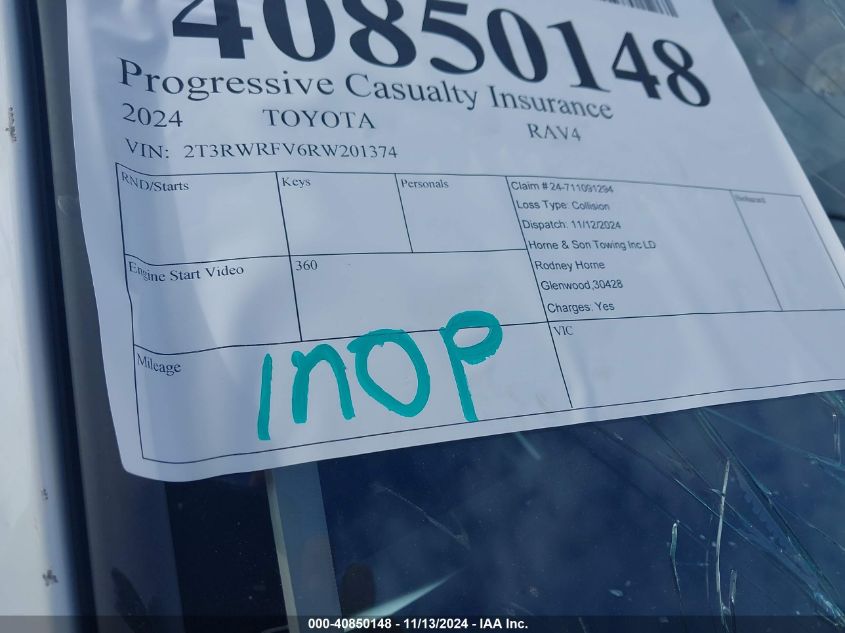 40850148
Progressive Casualty Insurance
2024 TOYOTA RAV4
VIN: 2T3RWRFV6RW201374
RND/Starts
Keys
Personals
Claim # 24-711091294
Loss Type: Collision
Dispatch: 11/12/2024
Horne & Son Towing Inc LD
Rodney Horne
Glenwood,30428
Charges: Yes
Engine Start Video
360
Mileage
INOP
VIC
000-40850148 - 11/13/2024 - IAA Inc.